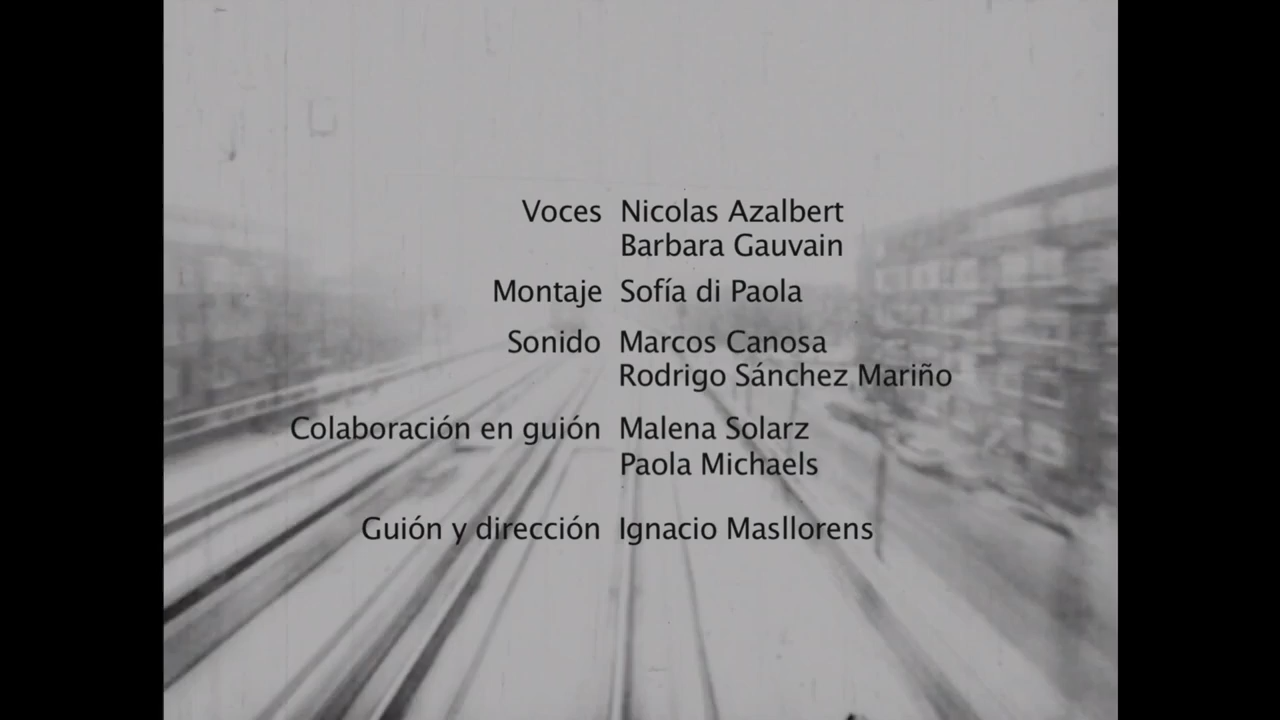 Voces Nicolas Azalbert
Barbara Gauvain
Montaje Sofía di Paola
Sonido Marcos Canosa
Rodrigo Sánchez Mariño
Colaboración en guión Malena Solarz
Paola Michaels
Guión y dirección Ignacio Masllorens